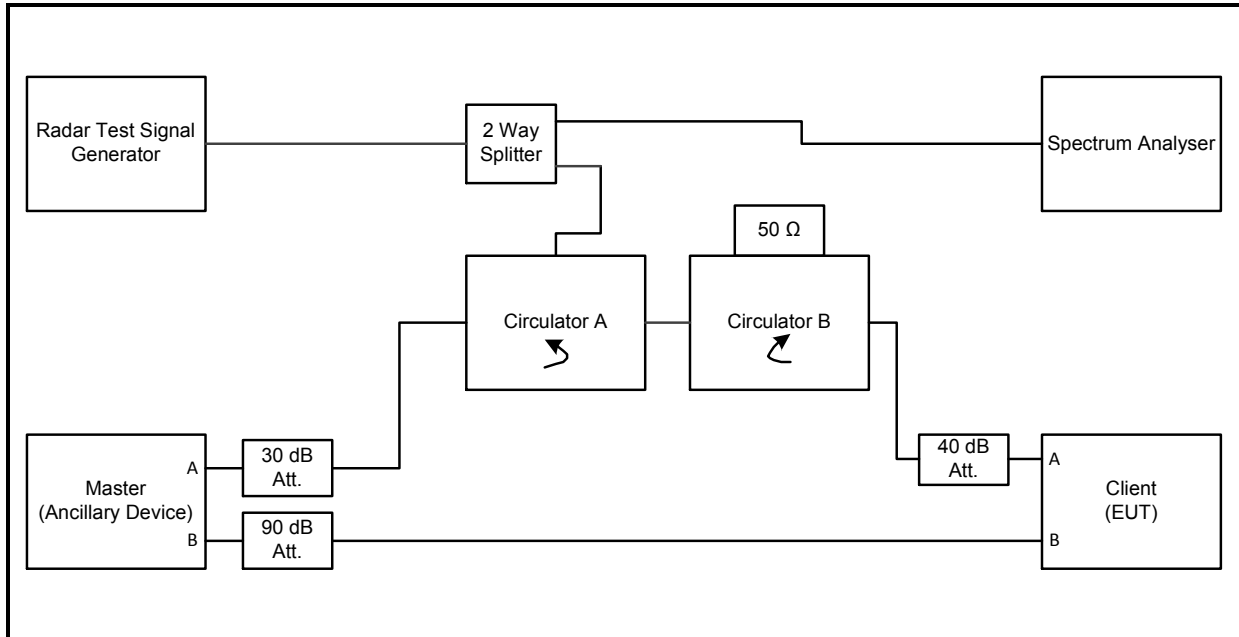 Radar Test Signal
Generator
2 Way
Splitter
Spectrum Analyser
50 Ω
Circulator A
Circulator B
A
30 dB
Att.
40 dB
Att.
A
Master
(Ancillary Device)
Client
(EUT)
B
90 dB
Att.
B